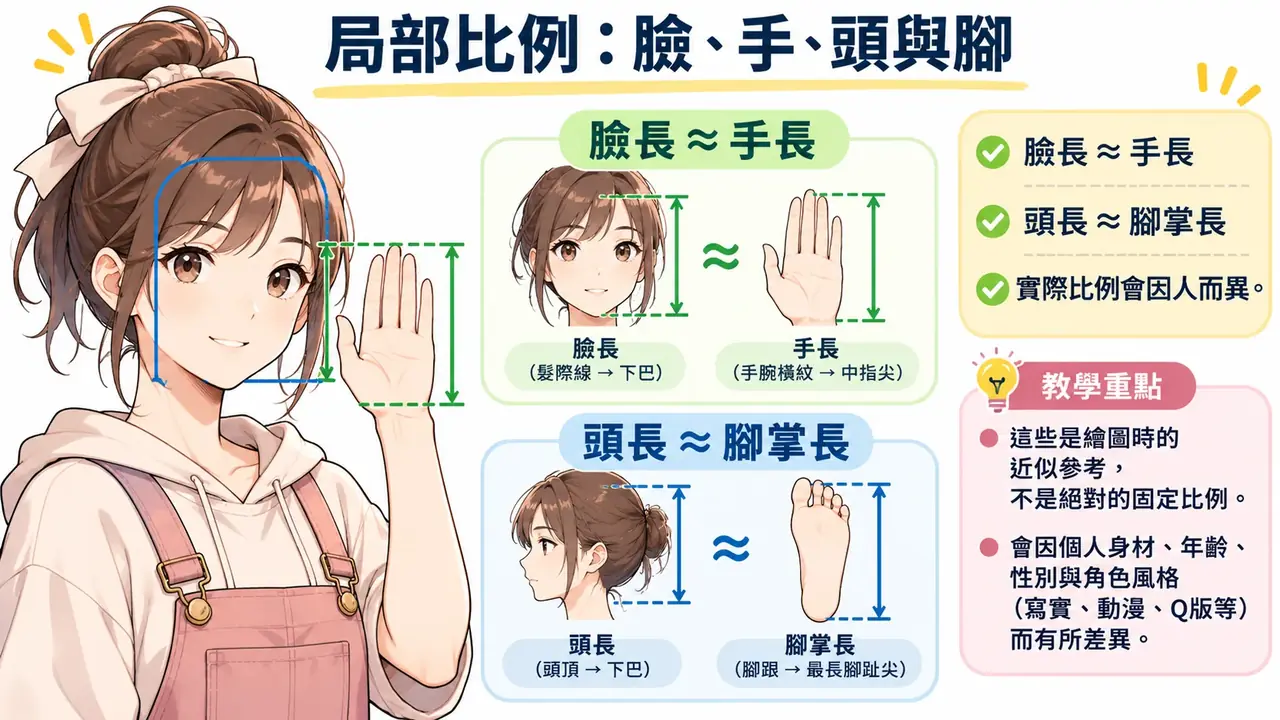 局部比例：臉、手、頭與腳
臉長 ≈ 手長
≈
臉長
（髮際線 → 下巴）
手長
（手腕橫紋 → 中指尖）
頭長 ≈ 腳掌長
≈
頭長
（頭頂 → 下巴）
腳掌長
（腳跟 → 最長腳趾尖）
臉長 ≈ 手長
頭長 ≈ 腳掌長
實際比例會因人而異。
教學重點
這些是繪圖時的
近似參考，
不是絕對的固定比例。
會因個人身材、年齡、
性別與角色風格
（寫實、動漫、Q版等）
而有所差異。